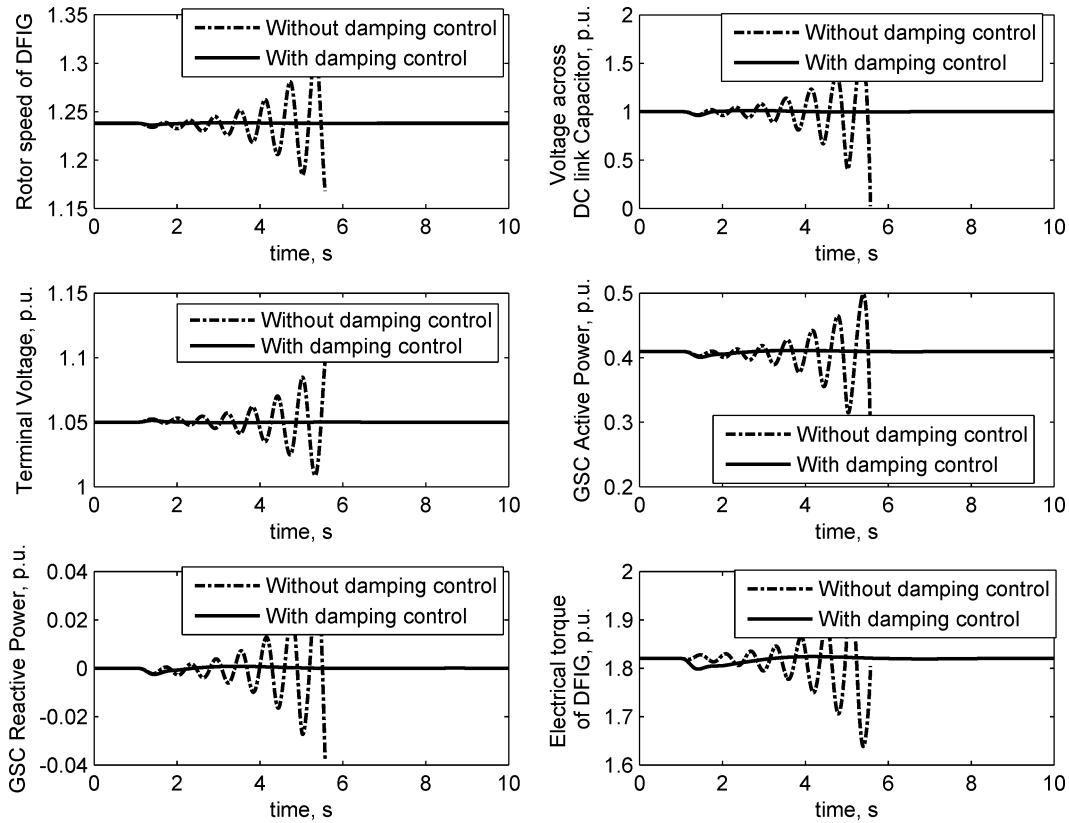 Rotor speed of DFIG
1.35
1.3
1.25
1.2
1.15
Without damping control
With damping control
0 2 4 6 8 10
time, s
Voltage across
DC link Capacitor, p.u.
2
1.5
1
0.5
0
Without damping control
With damping control
0 2 4 6 8 10
time, s
Terminal Voltage, p.u.
1.15
1.10
1.05
1
Without damping control
With damping control
0 2 4 6 8 10
time, s
GSC Active Power, p.u.
0.5
0.4
0.3
0.2
Without damping control
With damping control
0 2 4 6 8 10
time, s
GSC Reactive Power, p.u.
0.04
0.02
0
-0.02
-0.04
Without damping control
With damping control
0 2 4 6 8 10
time, s
Electrical torque
of DFIG, p.u.
2
1.9
1.8
1.7
1.6
Without damping control
With damping control
0 2 4 6 8 10
time, s